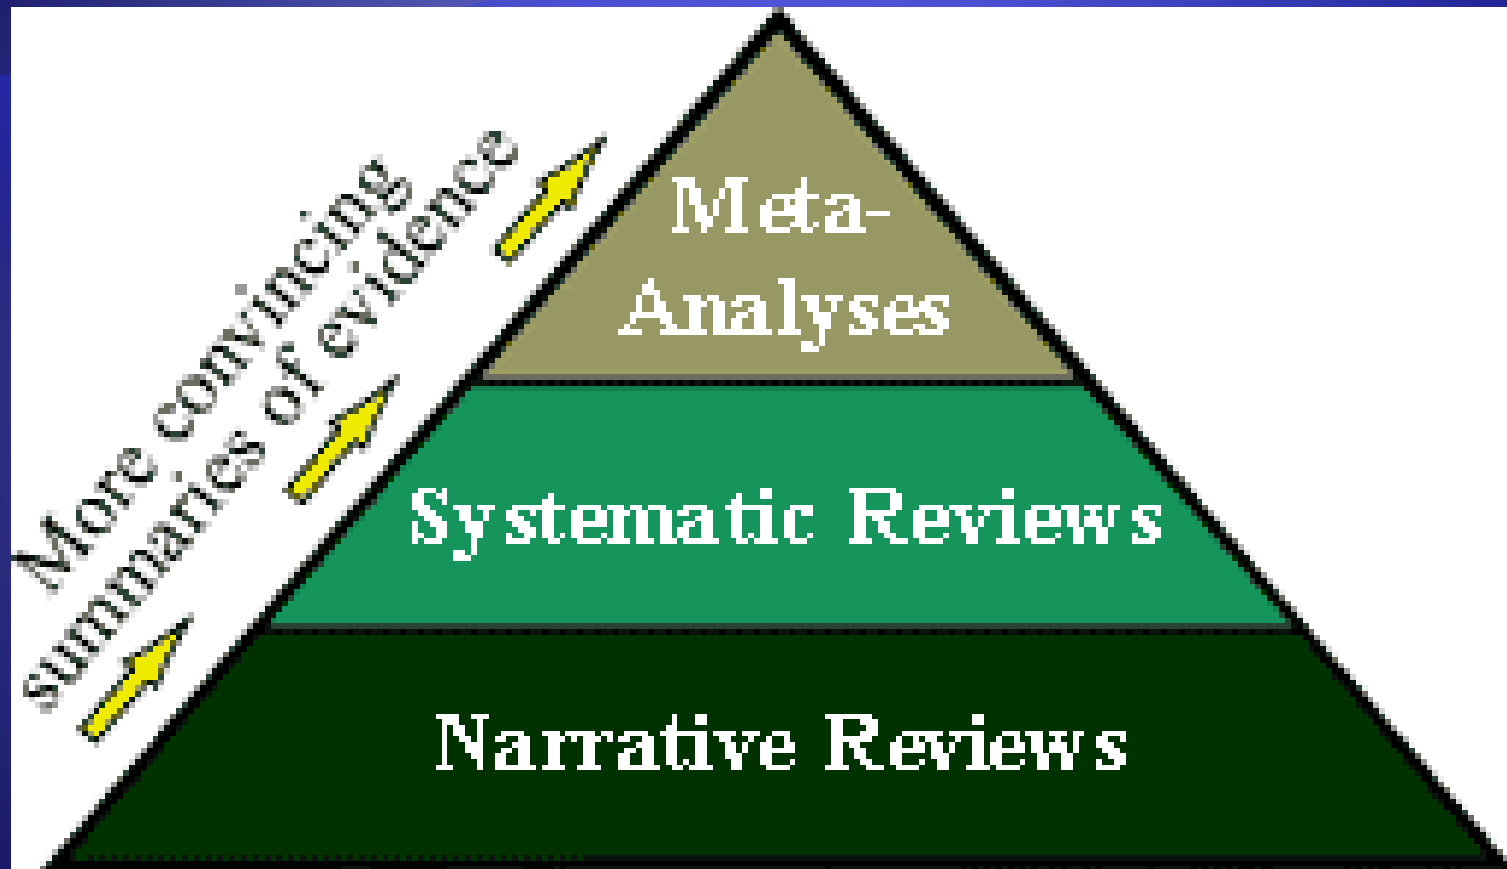 More convincing
summaries of evidence
Meta-
Analyses
Systematic Reviews
Narrative Reviews